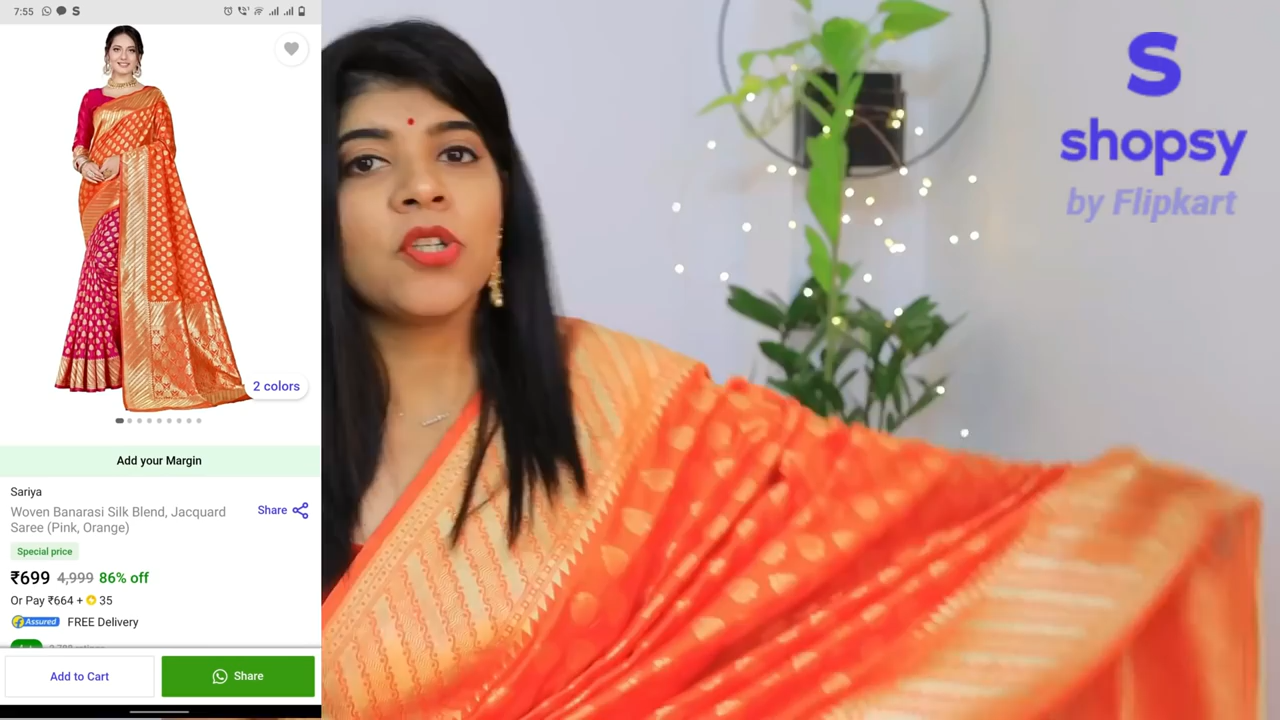 7:55
2 colors
Add your Margin
Sariya
Woven Banarasi Silk Blend, Jacquard
Saree (Pink, Orange)
Share
Special price
₹699 4,999 86% off
Or Pay ₹664 + 35
Assured FREE Delivery
Add to Cart
Share
S
shopsy
by Flipkart